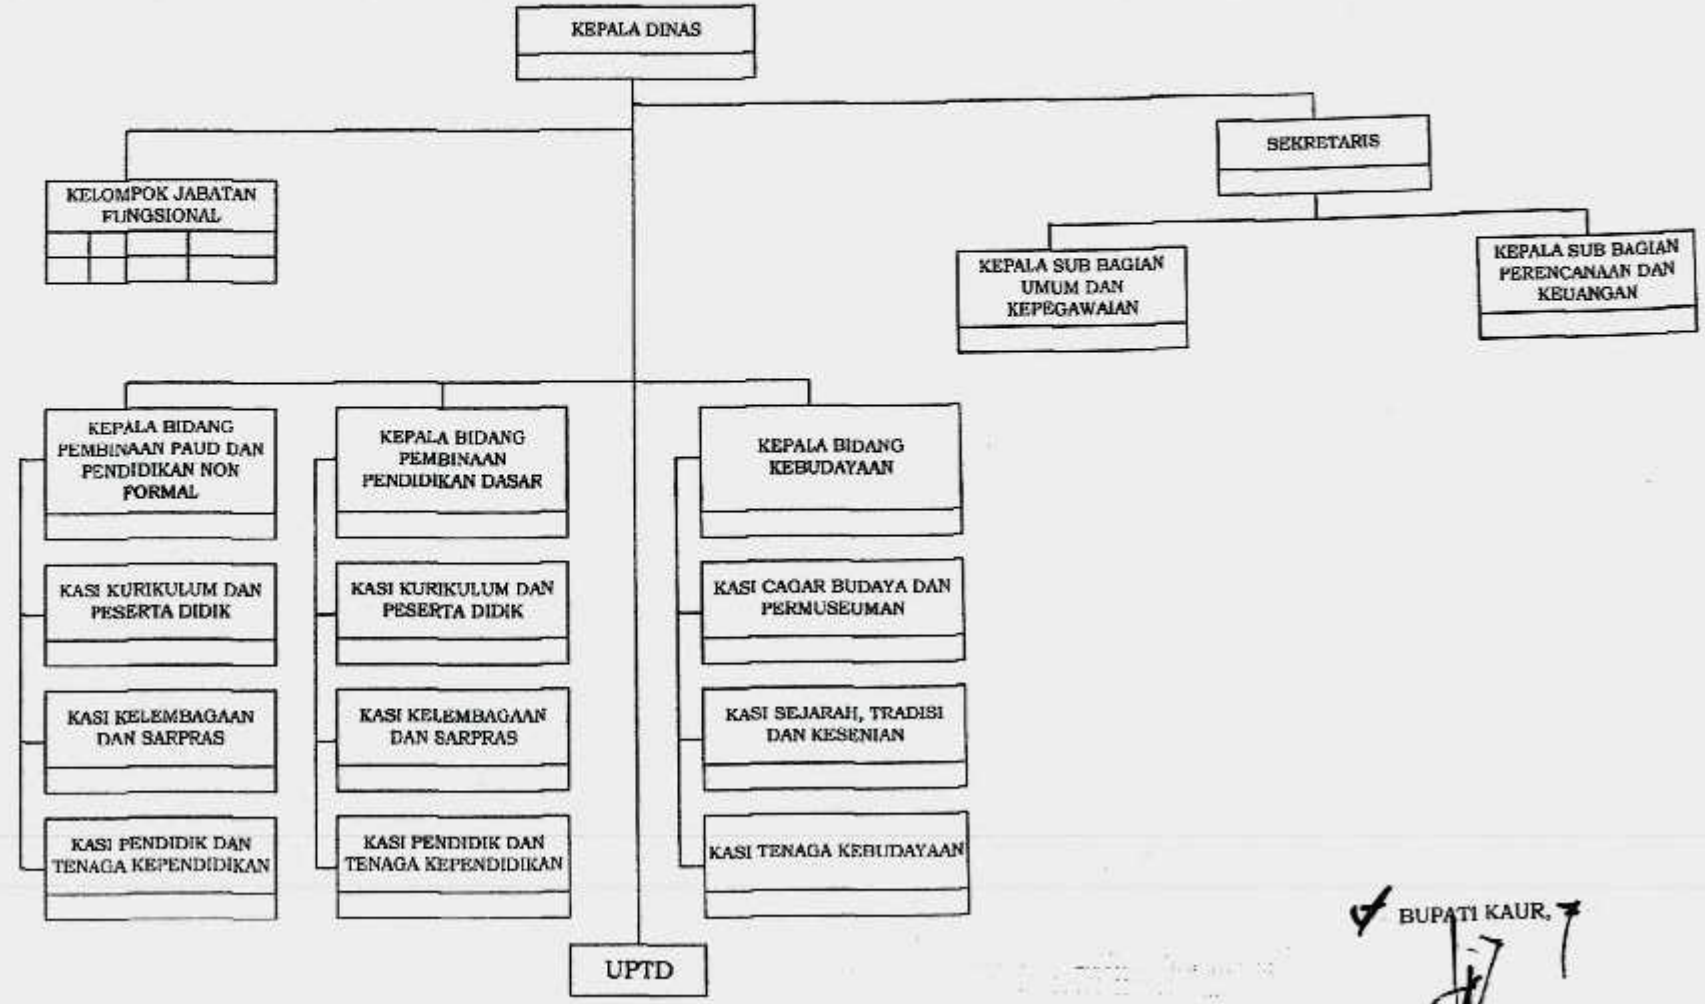 KEPALA DINAS
SEKRETARIS
KELOMPOK JABATAN
FUNGSIONAL
KEPALA SUB BAGIAN
UMUM DAN
KEPEGAWAIAN
KEPALA SUB BAGIAN
PERENCANAAN DAN
KEUANGAN
KEPALA BIDANG
PEMBINAAN PAUD DAN
PENDIDIKAN NON
FORMAL
KASI KURIKULUM DAN
PESERTA DIDIK
KASI KELEMBAGAAN
DAN SARPRAS
KASI PENDIDIK DAN
TENAGA KEPENDIDIKAN
KEPALA BIDANG
PEMBINAAN
PENDIDIKAN DASAR
KASI KURIKULUM DAN
PESERTA DIDIK
KASI KELEMBAGAAN
DAN SARPRAS
KASI PENDIDIK DAN
TENAGA KEPENDIDIKAN
KEPALA BIDANG
KEBUDAYAAN
KASI CAGAR BUDAYA DAN
PERMUSEUMAN
KASI SEJARAH, TRADISI
DAN KESENIAN
KASI TENAGA KEBUDAYAAN
UPTD
BUPATI KAUR,